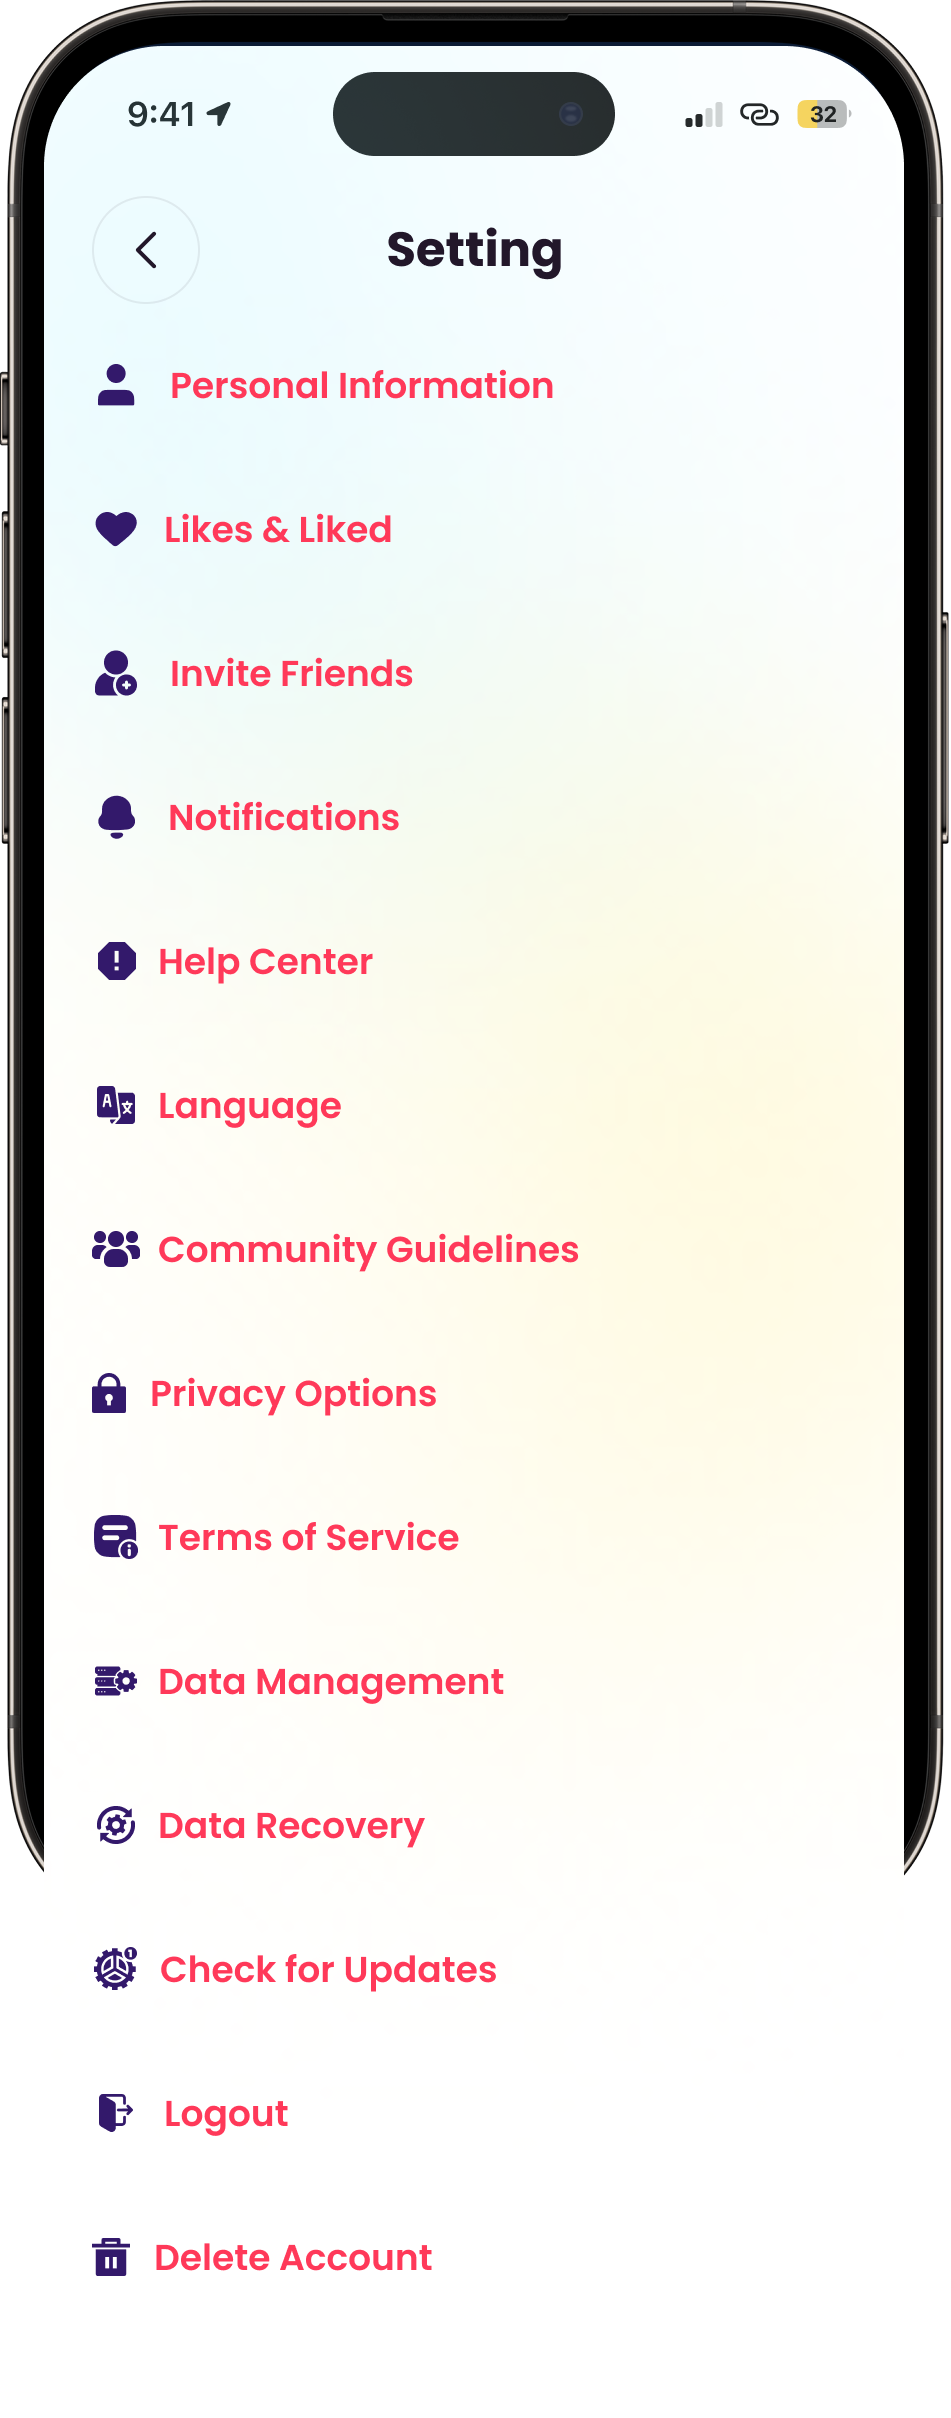 9:41
32
Setting
Personal Information
Likes & Liked
Invite Friends
Notifications
Help Center
Language
Community Guidelines
Privacy Options
Terms of Service
Data Management
Data Recovery
Check for Updates
Logout
Delete Account